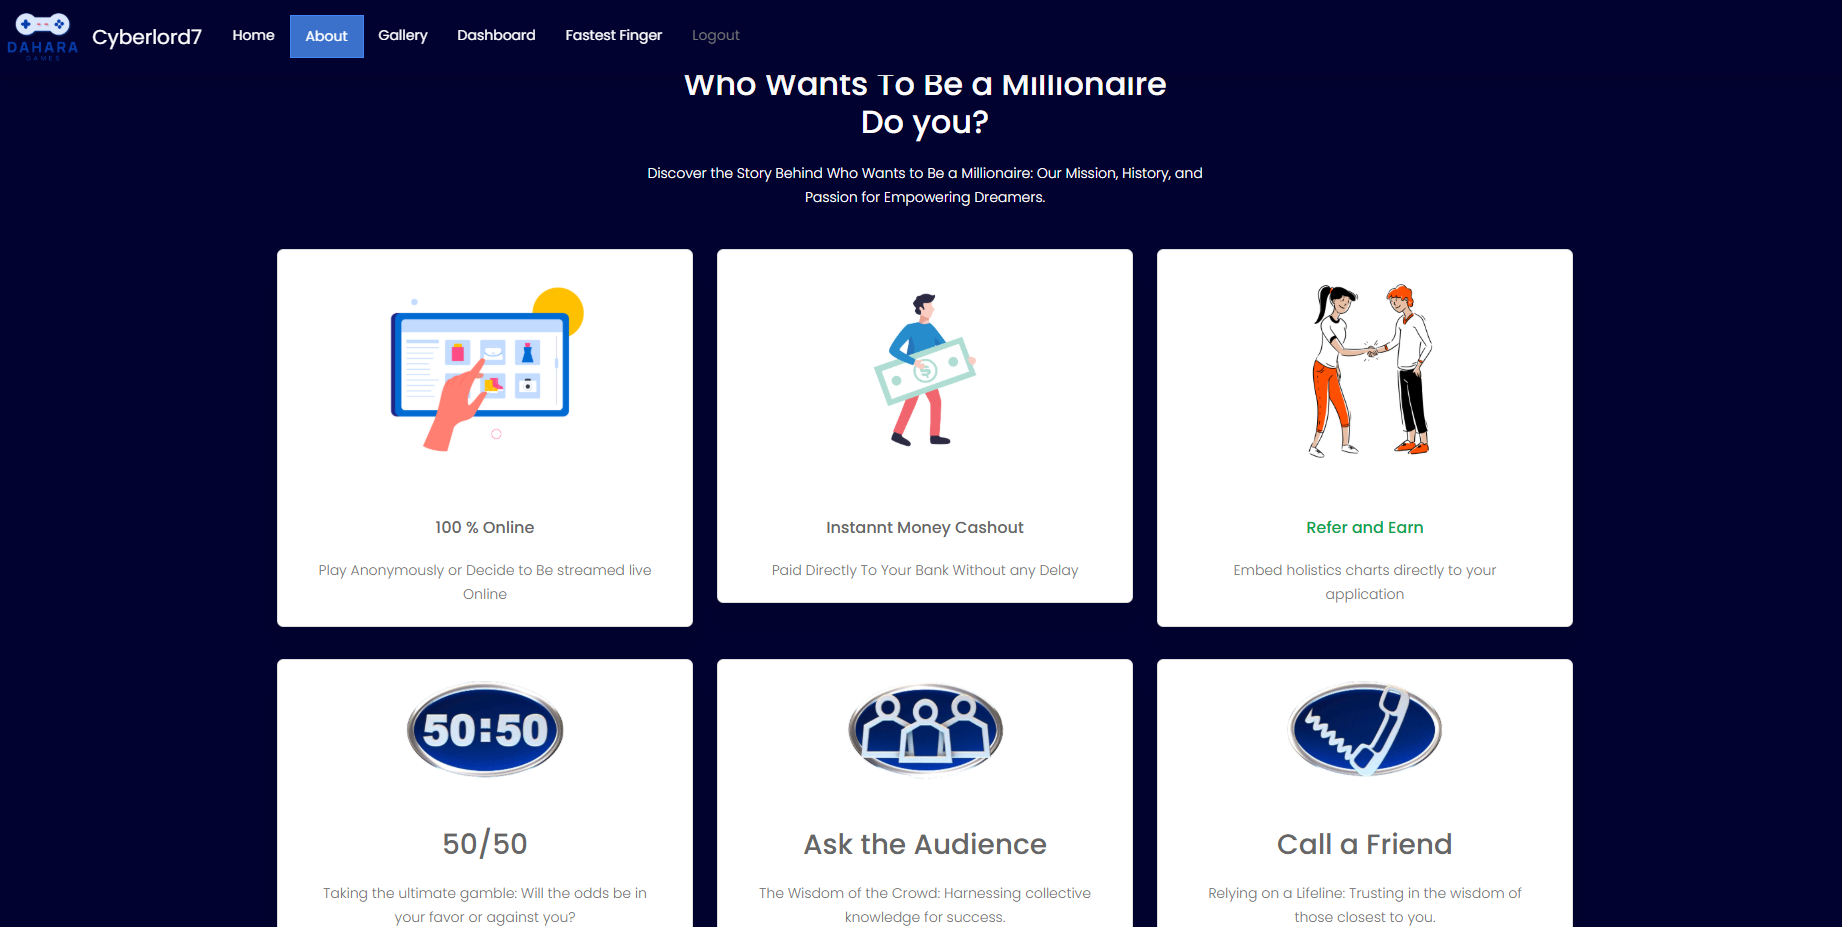 DAHARA
GAMES
Cyberlord7
Home
About
Gallery
Dashboard
Fastest Finger
Logout
Who Wants To Be a Millionaire
Do you?
Discover the Story Behind Who Wants to Be a Millionaire: Our Mission, History, and
Passion for Empowering Dreamers.
100 % Online
Play Anonymously or Decide to Be streamed live
Online
Instannt Money Cashout
Paid Directly To Your Bank Without any Delay
Refer and Earn
Embed holistics charts directly to your
application
50:50
50/50
Taking the ultimate gamble: Will the odds be in
your favor or against you?
Ask the Audience
The Wisdom of the Crowd: Harnessing collective
knowledge for success.
Call a Friend
Relying on a Lifeline: Trusting in the wisdom of
those closest to you.